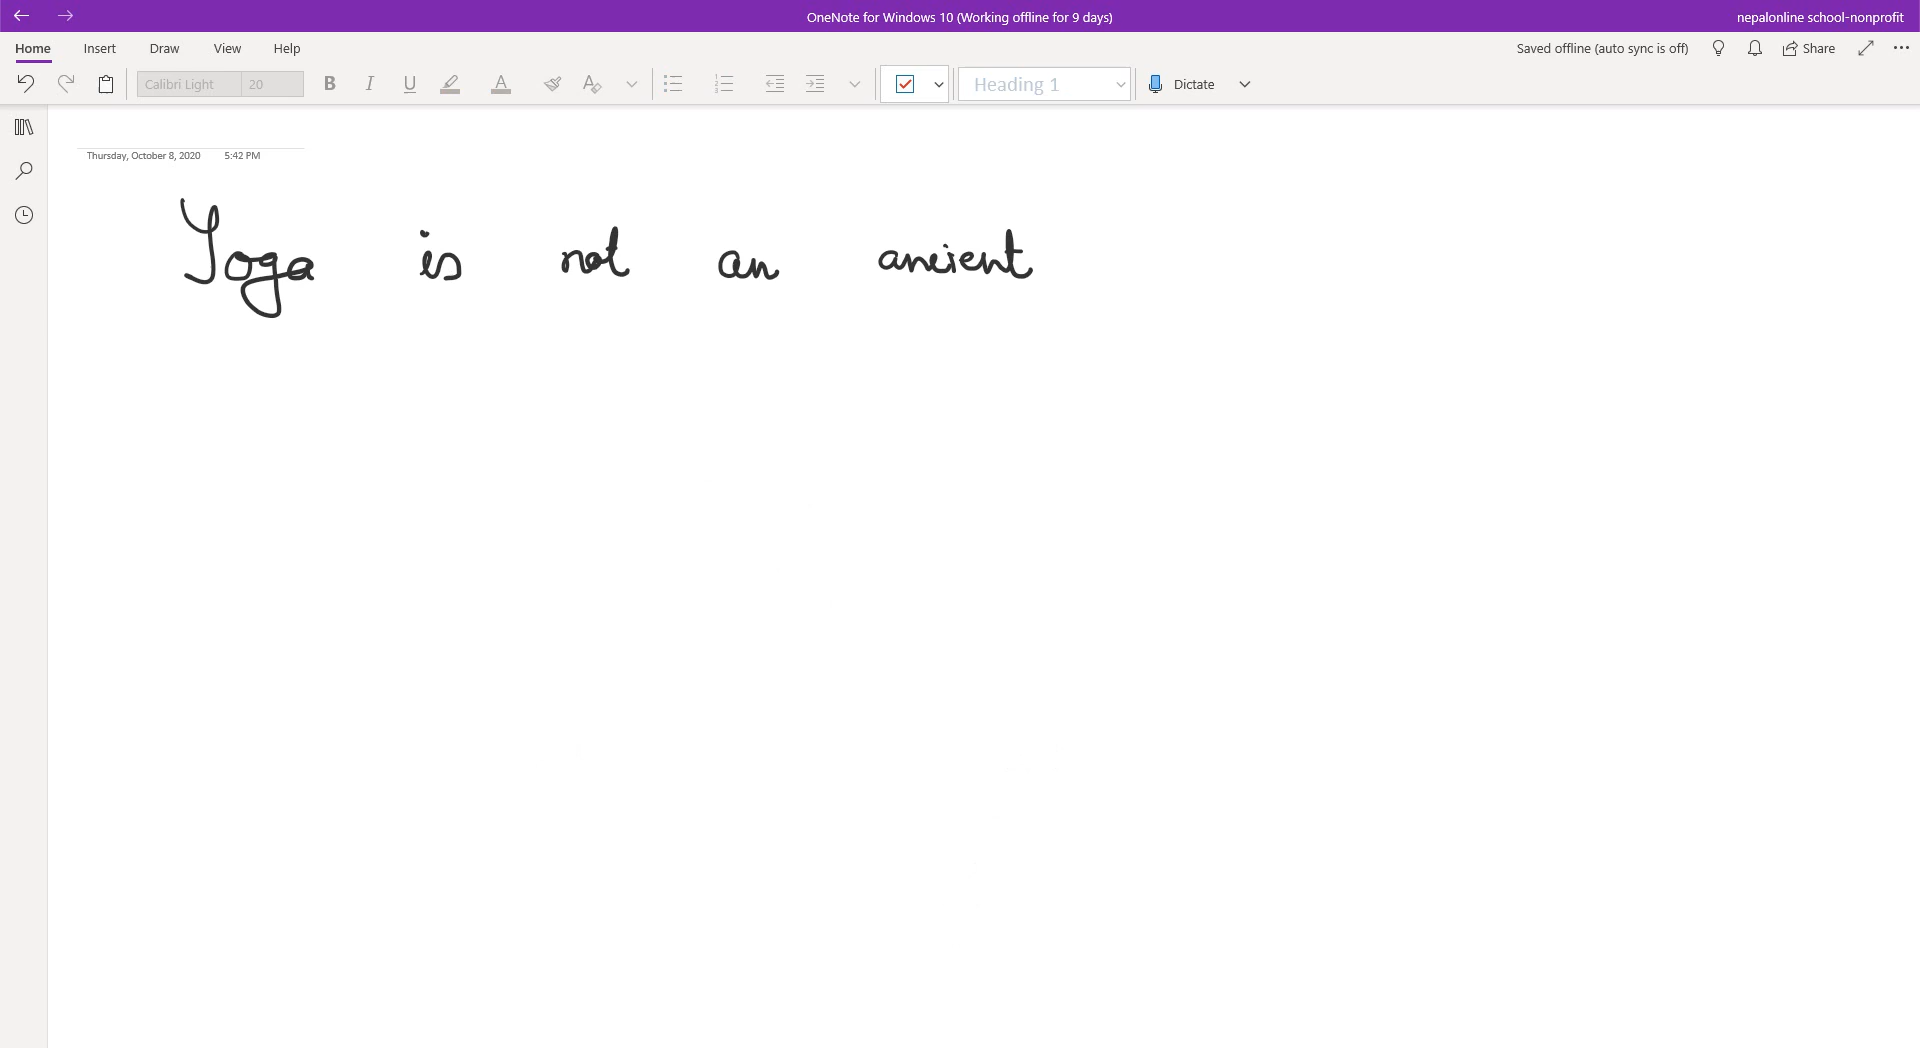 OneNote for Windows 10 (Working offline for 9 days) nepalonline school-nonprofit
Home Insert Draw View Help Saved offline (auto sync is off) Share
Calibri Light 20 B I U A A Heading 1 Dictate
Thursday, October 8, 2020 5:42 PM
Yoga is not an ancient